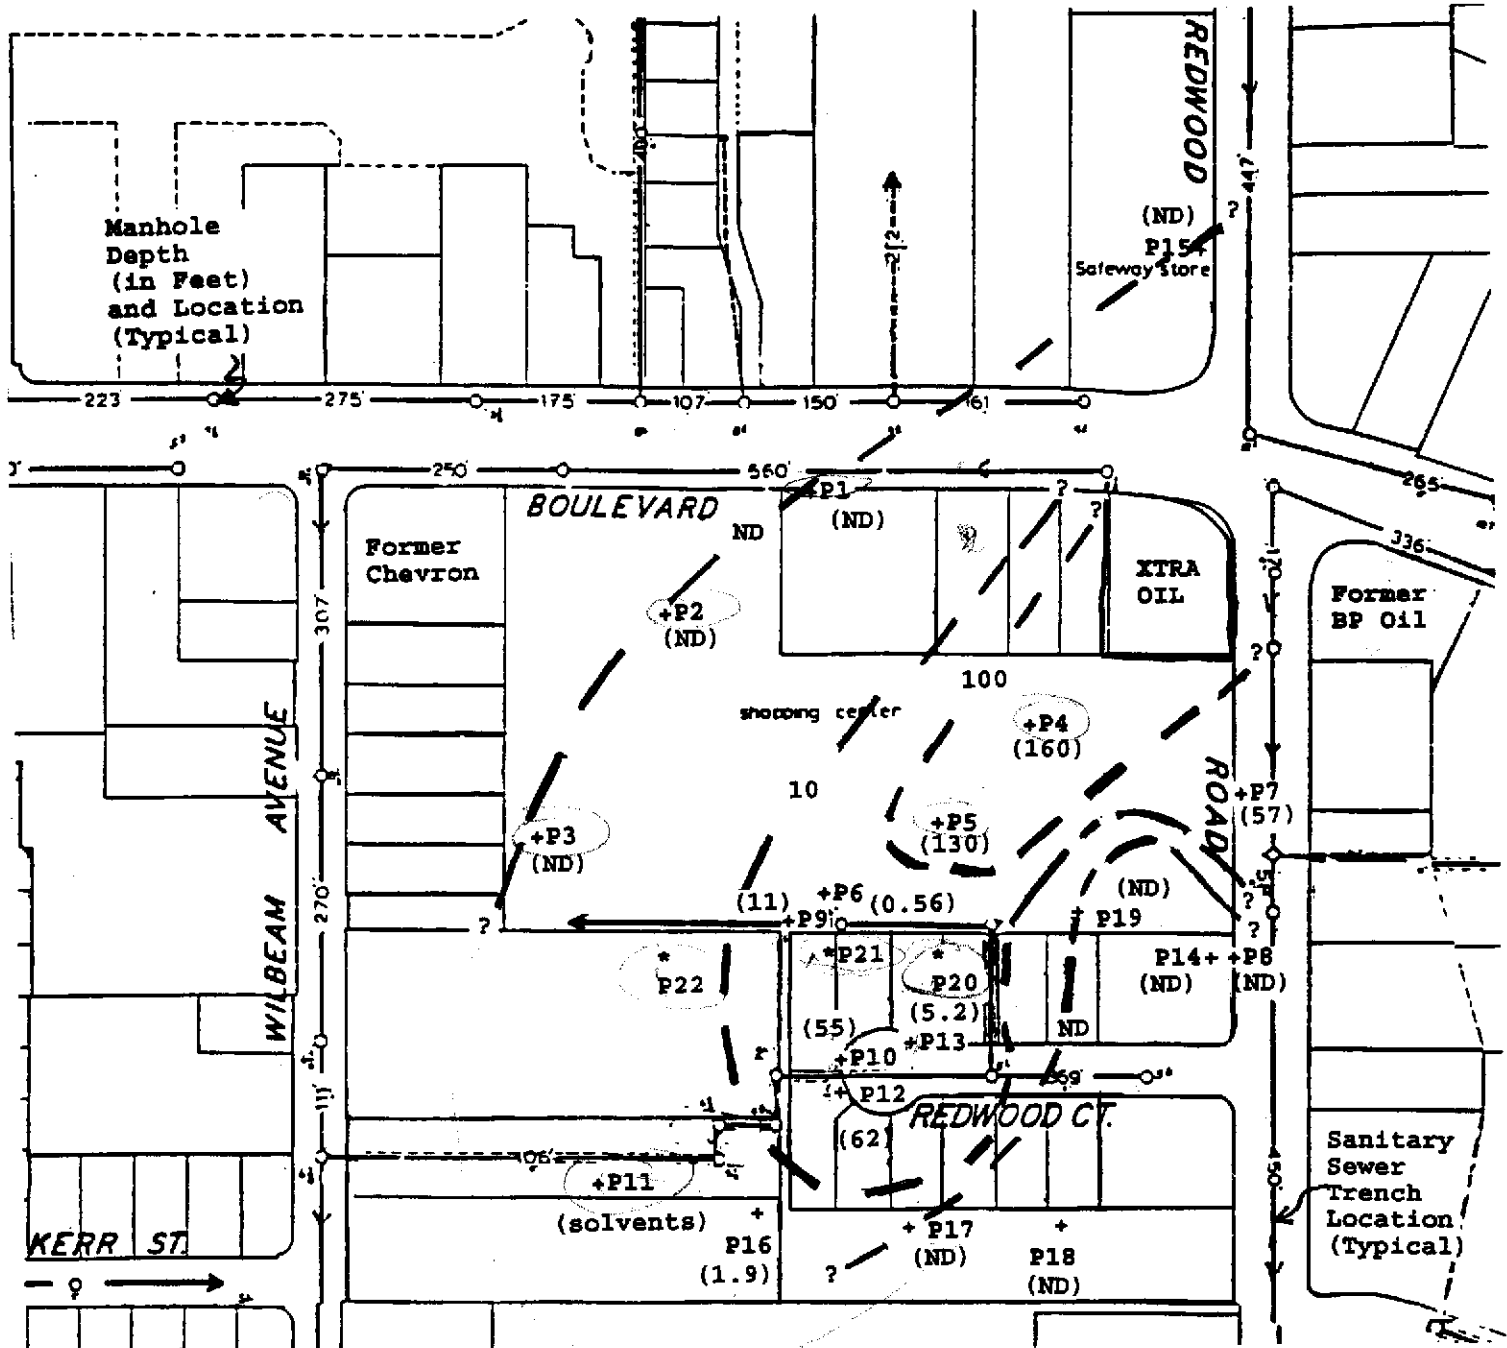 REDWOOD
447'
(ND)
?
P15+
Safeway Store
Manhole
Depth
(in Feet)
and Location
(Typical)
223
275'
175'
107
150'
161
250'
560'
265'
336'
BOULEVARD
ND
+P1
(ND)
?
?
Former
Chevron
XTRA
OIL
Former
BP Oil
+P2
(ND)
307'
?
100
shopping center
+P4
(160)
WILBEAM AVENUE
10
ROAD
+P7
(57)
+P3
(ND)
+P5
(130)
270'
(ND)
?
(11)
+P6
(0.56)
+P9
+ P19
?
?
*
P22
*P21
*
P20
P14+
+P8
(ND)
(ND)
(5.2)
(55)
+P13
ND
+P10
111'
369'
+ P12
REDWOOD CT.
(62)
Sanitary
Sewer
Trench
Location
(Typical)
450'
+P11
(solvents)
+
P16
(1.9)
+ P17
(ND)
+
P18
(ND)
?
KERR ST.